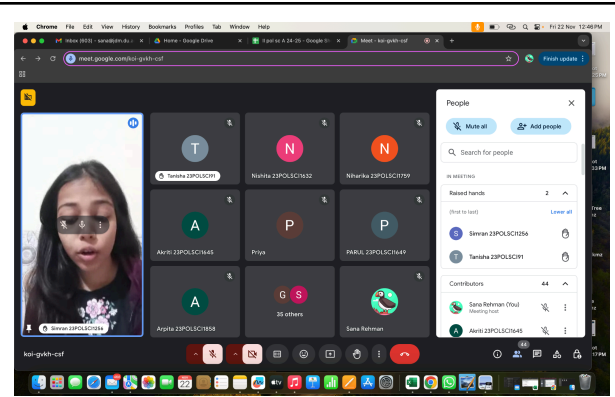 Chrome File Edit View History Bookmarks Profiles Tab Window Help
Fri 22 Nov 12:46 PM
Home - Google Drive
II pol sc A 24-25 - Google Sh
Meet - koi-gvkh-csf
meet.google.com/koi-gvkh-csf
Finish update
People
Mute all
Add people
Search for people
IN MEETING
Raised hands 2
(first to last) Lower all
Simran 23POLSCI1256
Tanisha 23POLSCI91
Contributors 44
Sana Rehman (You)
Meeting host
Akriti 23POLSCI1645
T
N
N
Tanisha 23POLSCI91
Nishita 23POLSCI1632
Niharika 23POLSCI1759
A
P
P
Akriti 23POLSCI1645
Priya
PARUL 23POLSCI1649
A
G S
35 others
Arpita 23POLSCI1858
Sana Rehman
Simran 23POLSCI1256
koi-gvkh-csf
44
22